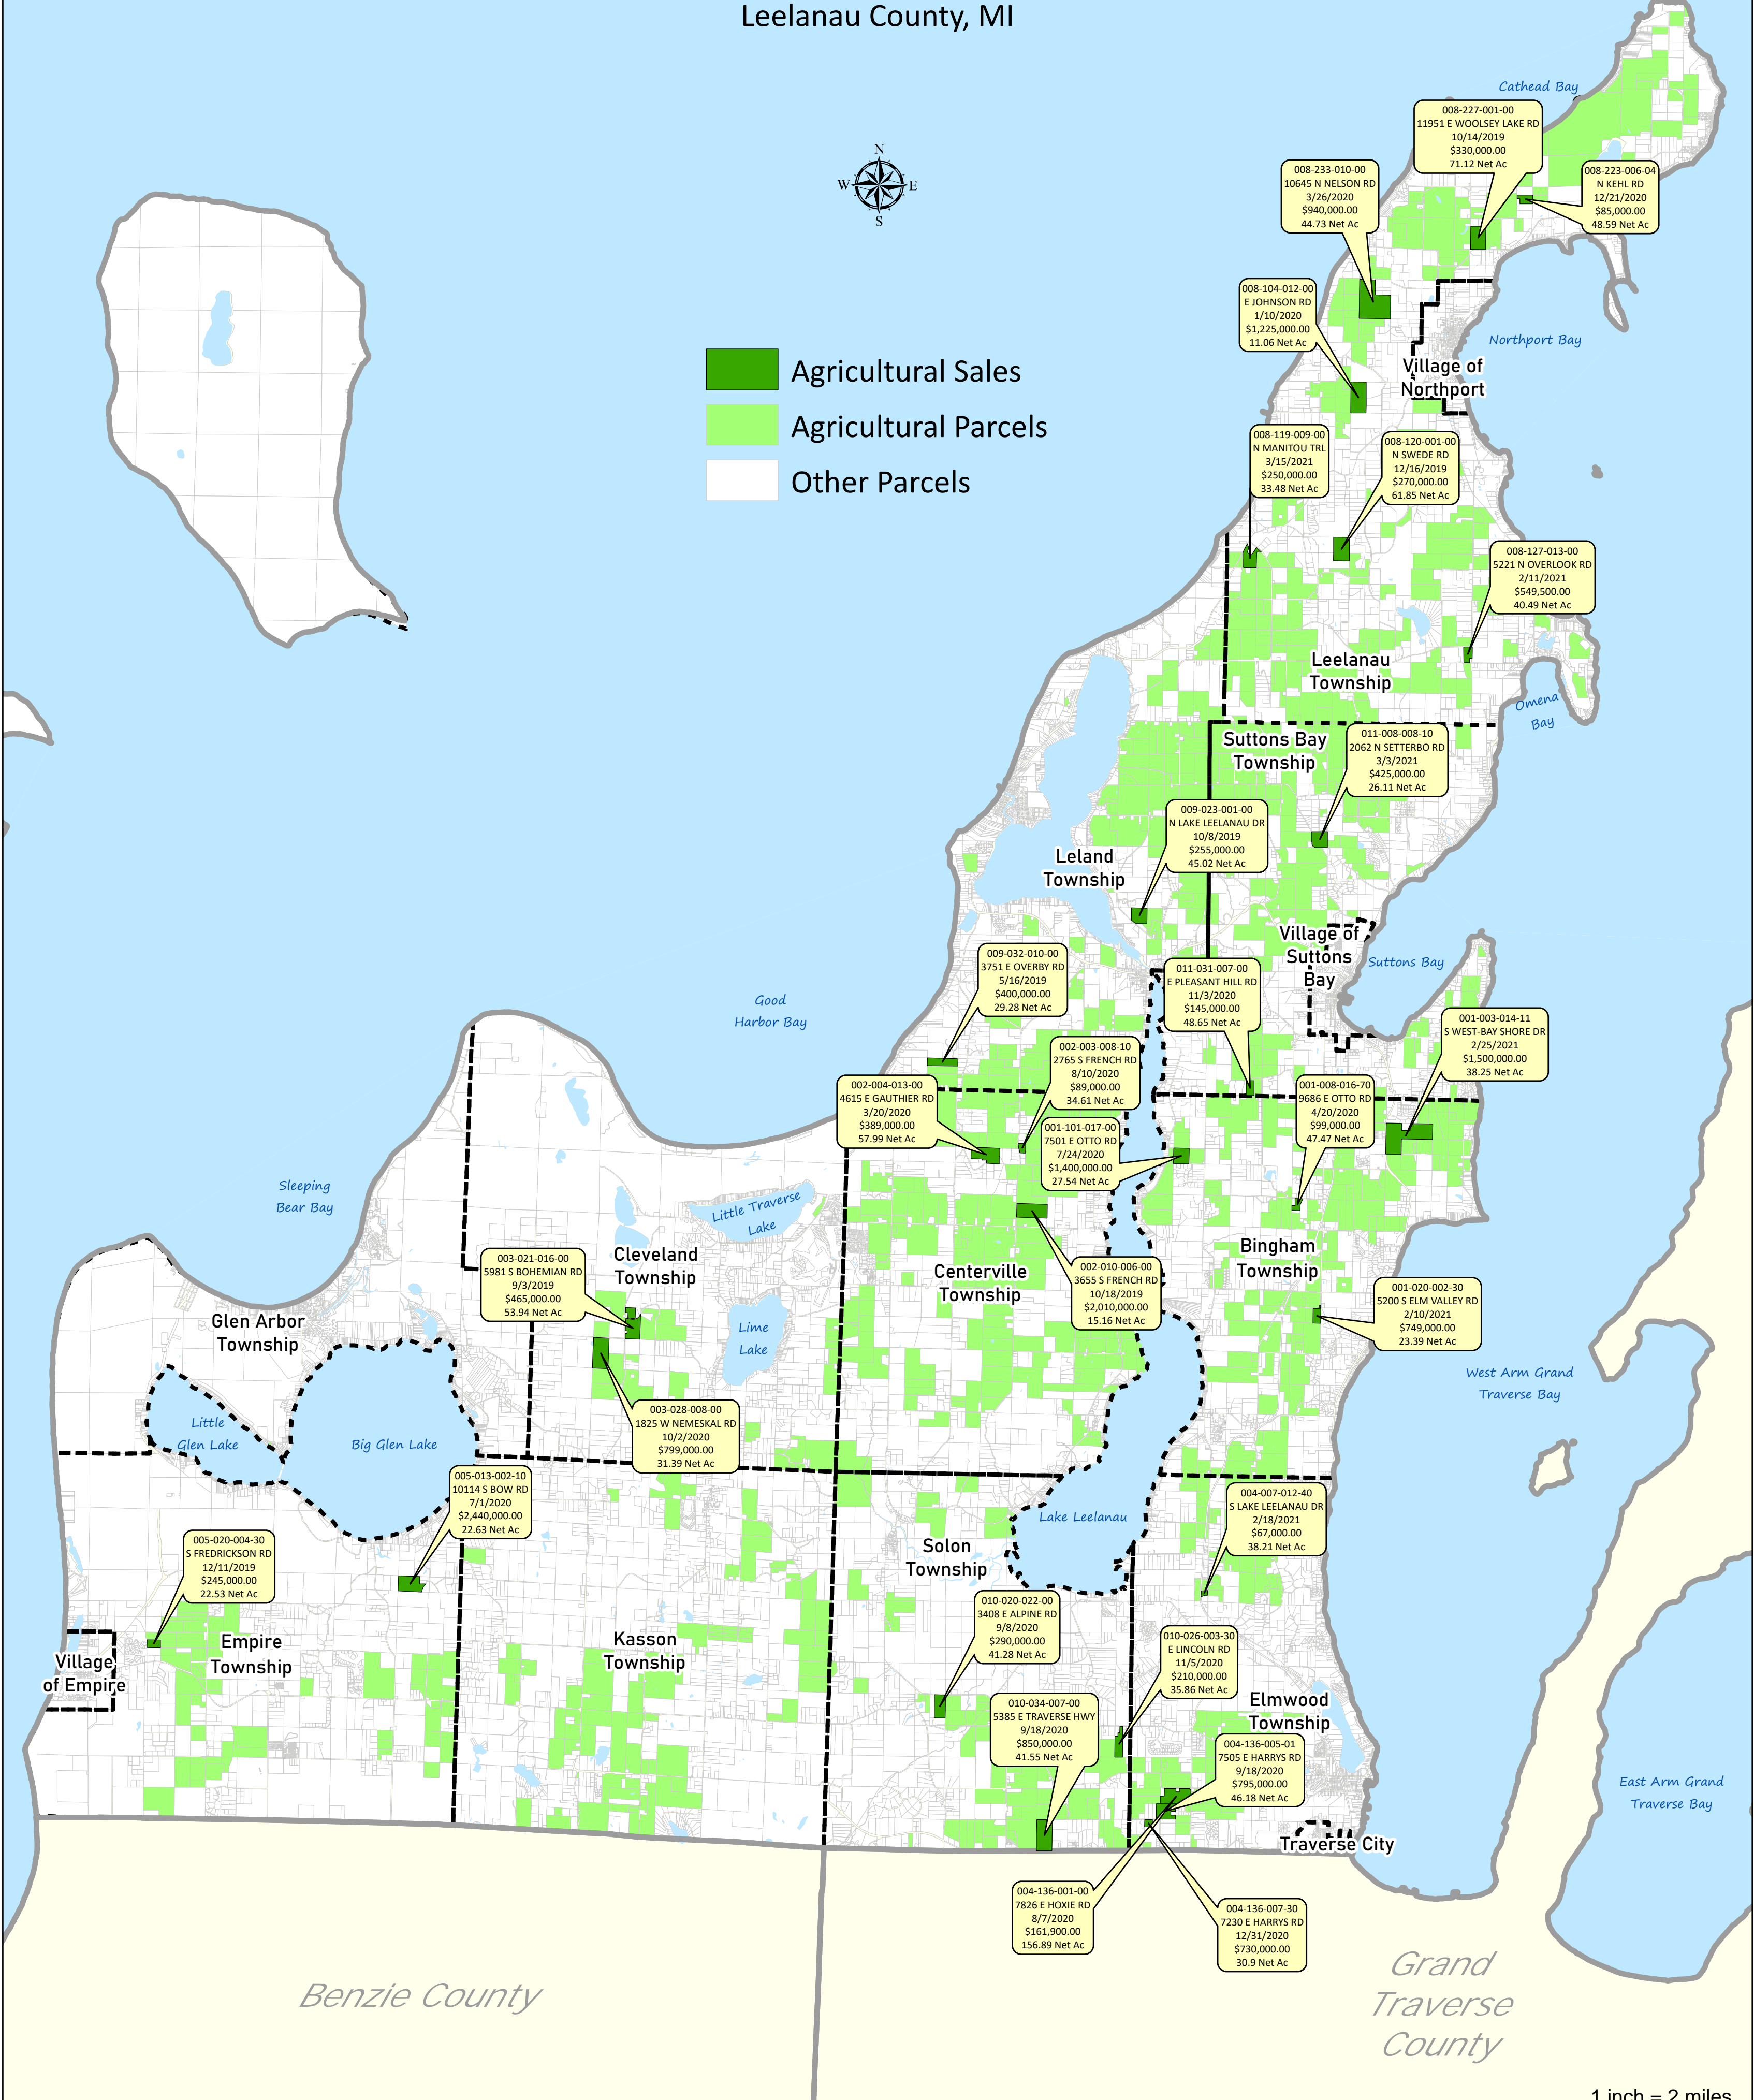 Leelanau County, MI
Cathead Bay
008-227-001-00
11951 E WOOLSEY LAKE RD
10/14/2019
$330,000.00
71.12 Net Ac
008-223-006-04
N KEHL RD
12/21/2020
$85,000.00
48.59 Net Ac
008-233-010-00
10645 N NELSON RD
3/26/2020
$940,000.00
44.73 Net Ac
N
W
E
S
008-104-012-00
E JOHNSON RD
1/10/2020
$1,225,000.00
11.06 Net Ac
Northport Bay
Village of
Northport
Agricultural Sales
Agricultural Parcels
Other Parcels
008-119-009-00
N MANITOU TRL
3/15/2021
$250,000.00
33.48 Net Ac
008-120-001-00
N SWEDE RD
12/16/2019
$270,000.00
61.85 Net Ac
008-127-013-00
5221 N OVERLOOK RD
2/11/2021
$549,500.00
40.49 Net Ac
Leelanau
Township
Omena
Bay
Suttons Bay
Township
011-008-008-10
2062 N SETTERBO RD
3/3/2021
$425,000.00
26.11 Net Ac
009-023-001-00
N LAKE LEELANAU DR
10/8/2019
$255,000.00
45.02 Net Ac
Leland
Township
Village of
Suttons
Bay
Suttons Bay
009-032-010-00
3751 E OVERBY RD
5/16/2019
$400,000.00
29.28 Net Ac
011-031-007-00
E PLEASANT HILL RD
11/3/2020
$145,000.00
48.65 Net Ac
Good
Harbor Bay
001-003-014-11
S WEST-BAY SHORE DR
2/25/2021
$1,500,000.00
38.25 Net Ac
002-003-008-10
2765 S FRENCH RD
8/10/2020
$89,000.00
34.61 Net Ac
002-004-013-00
4615 E GAUTHIER RD
3/20/2020
$389,000.00
57.99 Net Ac
001-008-016-70
9686 E OTTO RD
4/20/2020
$99,000.00
47.47 Net Ac
001-101-017-00
7501 E OTTO RD
7/24/2020
$1,400,000.00
27.54 Net Ac
Sleeping
Bear Bay
Little Traverse
Lake
Cleveland
Township
003-021-016-00
5981 S BOHEMIAN RD
9/3/2019
$465,000.00
53.94 Net Ac
Centerville
Township
002-010-006-00
3655 S FRENCH RD
10/18/2019
$2,010,000.00
15.16 Net Ac
Bingham
Township
001-020-002-30
5200 S ELM VALLEY RD
2/10/2021
$749,000.00
23.39 Net Ac
Glen Arbor
Township
Lime
Lake
West Arm Grand
Traverse Bay
003-028-008-00
1825 W NEMESKAL RD
10/2/2020
$799,000.00
31.39 Net Ac
Little
Glen Lake
Big Glen Lake
005-013-002-10
10114 S BOW RD
7/1/2020
$2,440,000.00
22.63 Net Ac
004-007-012-40
S LAKE LEELANAU DR
2/18/2021
$67,000.00
38.21 Net Ac
Lake Leelanau
005-020-004-30
S FREDRICKSON RD
12/11/2019
$245,000.00
22.53 Net Ac
Solon
Township
010-020-022-00
3408 E ALPINE RD
9/8/2020
$290,000.00
41.28 Net Ac
010-026-003-30
E LINCOLN RD
11/5/2020
$210,000.00
35.86 Net Ac
Village
of Empire
Empire
Township
Kasson
Township
010-034-007-00
5385 E TRAVERSE HWY
9/18/2020
$850,000.00
41.55 Net Ac
Elmwood
Township
004-136-005-01
7505 E HARRYS RD
9/18/2020
$795,000.00
46.18 Net Ac
East Arm Grand
Traverse Bay
Traverse City
004-136-001-00
7826 E HOXIE RD
8/7/2020
$161,900.00
156.89 Net Ac
004-136-007-30
7230 E HARRYS RD
12/31/2020
$730,000.00
30.9 Net Ac
Benzie County
Grand
Traverse
County
1 inch = 2 miles